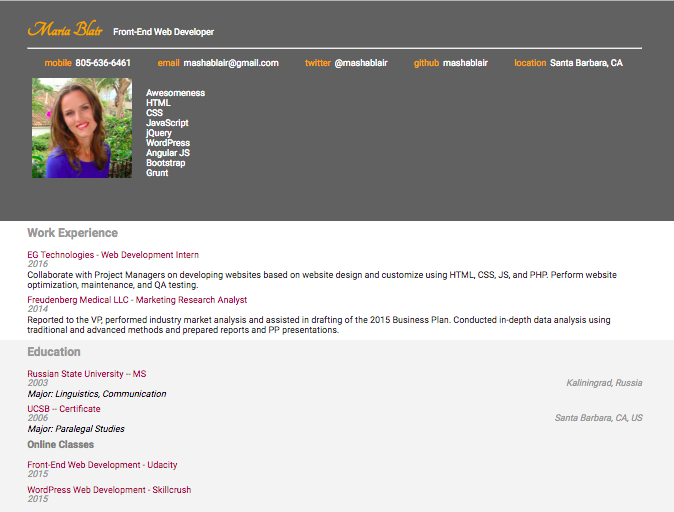 Maria Blair Front-End Web Developer
mobile 805-636-6461 email mashablair@gmail.com twitter @mashablair github mashablair location Santa Barbara, CA
Awesomeness
HTML
CSS
JavaScript
jQuery
WordPress
Angular JS
Bootstrap
Grunt
Work Experience
EG Technologies - Web Development Intern
2016
Collaborate with Project Managers on developing websites based on website design and customize using HTML, CSS, JS, and PHP. Perform website
optimization, maintenance, and QA testing.
Freudenberg Medical LLC - Marketing Research Analyst
2014
Reported to the VP, performed industry market analysis and assisted in drafting of the 2015 Business Plan. Conducted in-depth data analysis using
traditional and advanced methods and prepared reports and PP presentations.
Education
Russian State University -- MS
2003 Kaliningrad, Russia
Major: Linguistics, Communication
UCSB -- Certificate
2006 Santa Barbara, CA, US
Major: Paralegal Studies
Online Classes
Front-End Web Development - Udacity
2015
WordPress Web Development - Skillcrush
2015